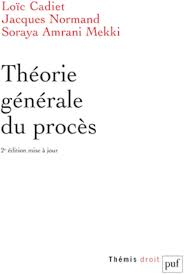 Loïc Cadiet
Jacques Normand
Soraya Amrani Mekki
Théorie
générale
du procès
2e édition mise à jour
Thémis droit
puf